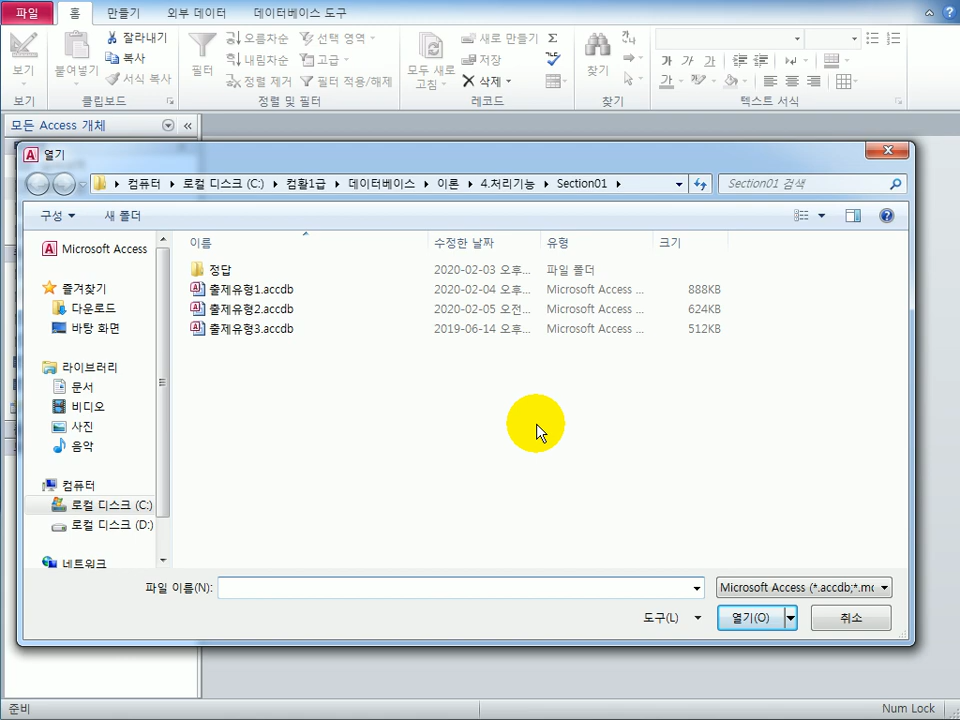 파일 홈 만들기 외부 데이터 데이터베이스 도구
보기
보기
붙여넣기
잘라내기
복사
서식 복사
클립보드
필터
오름차순
내림차순
정렬 제거
선택 영역
고급
필터 적용/해제
정렬 및 필터
모두 새로
고침
새로 만들기
저장
삭제
레코드
찾기
찾기
가 가 가
가
텍스트 서식
모든 Access 개체
열기
컴퓨터 로컬 디스크 (C:) 컴활1급 데이터베이스 이론 4.처리기능 Section01
Section01 검색
구성 새 폴더
Microsoft Access
즐겨찾기
다운로드
바탕 화면
라이브러리
문서
비디오
사진
음악
컴퓨터
로컬 디스크 (C:)
로컬 디스크 (D:)
네트워크
이름 수정한 날짜 유형 크기
정답 2020-02-03 오후... 파일 폴더
출제유형1.accdb 2020-02-04 오후... Microsoft Access ... 888KB
출제유형2.accdb 2020-02-05 오전... Microsoft Access ... 624KB
출제유형3.accdb 2019-06-14 오후... Microsoft Access ... 512KB
파일 이름(N):
Microsoft Access (*.accdb;*.mc
도구(L) 열기(O) 취소
준비 Num Lock